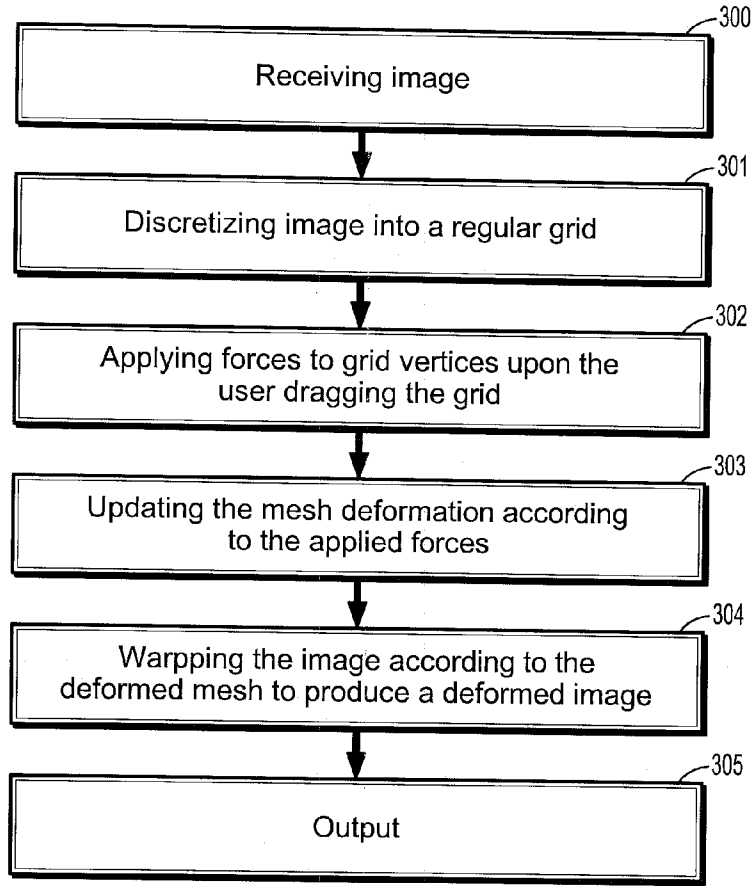 300
Receiving image
301
Discretizing image into a regular grid
302
Applying forces to grid vertices upon the
user dragging the grid
303
Updating the mesh deformation according
to the applied forces
304
Warpping the image according to the
deformed mesh to produce a deformed image
305
Output